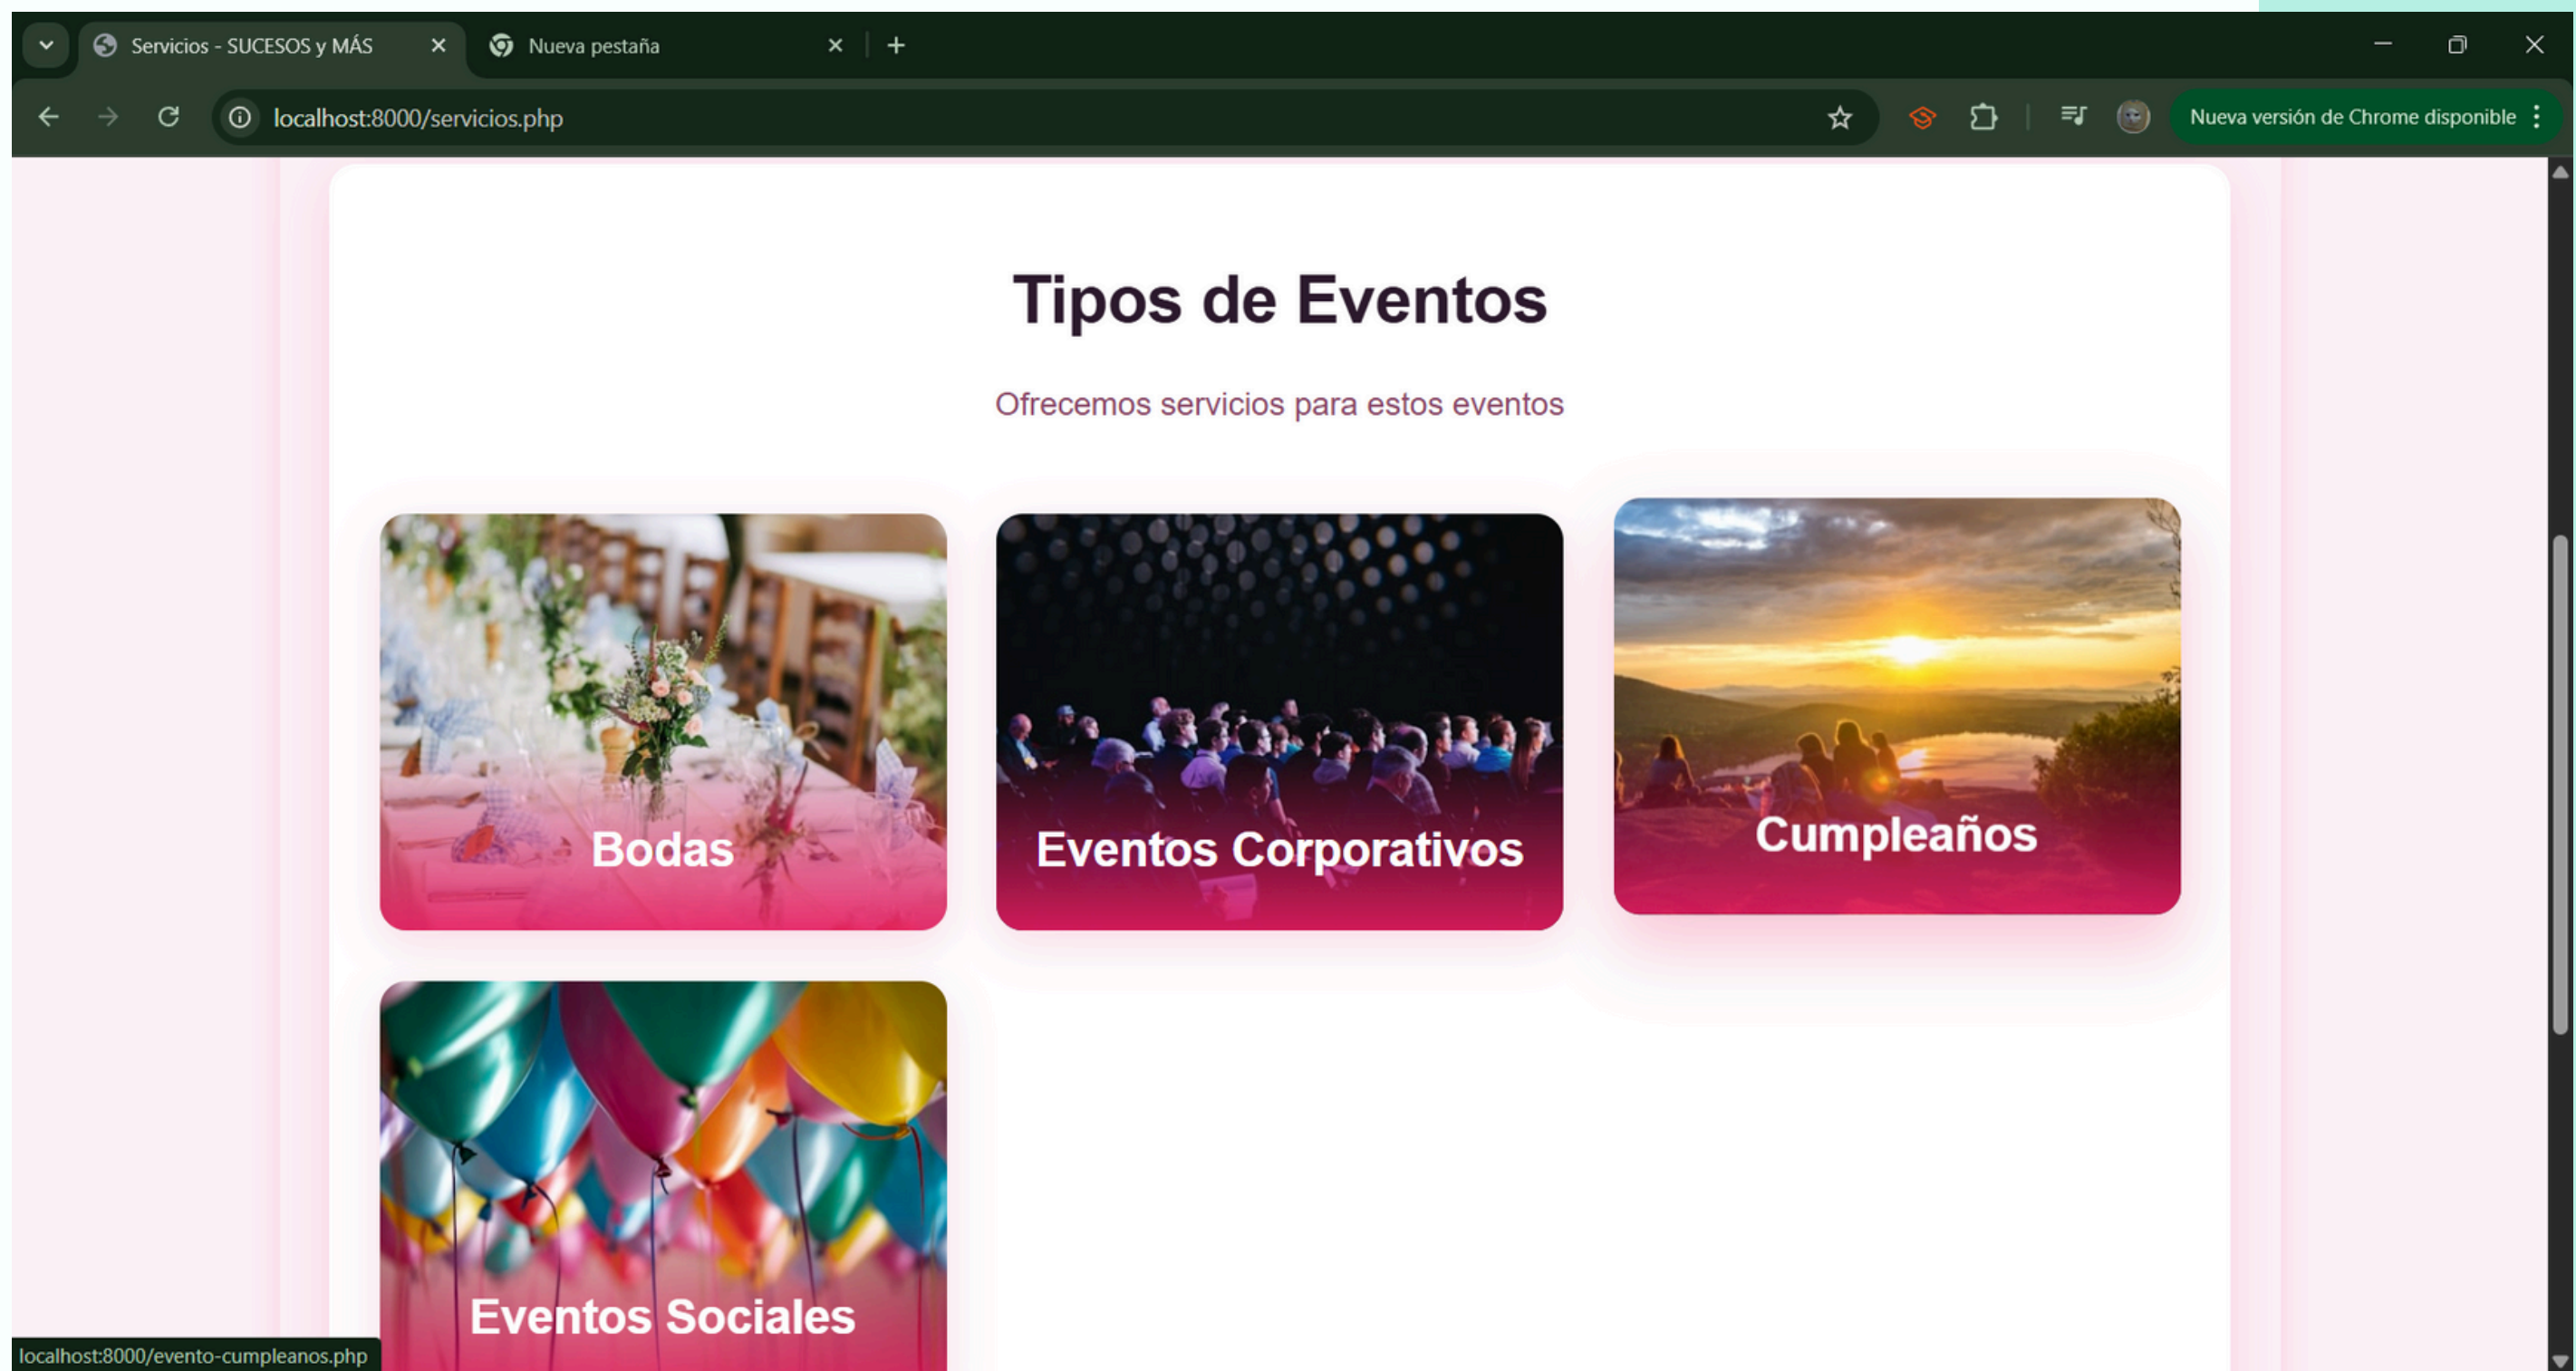 Servicios - SUCESOS y MÁS
Nueva pestaña
localhost:8000/servicios.php
Nueva versión de Chrome disponible
Tipos de Eventos
Ofrecemos servicios para estos eventos
Bodas
Eventos Corporativos
Cumpleaños
Eventos Sociales
localhost:8000/evento-cumpleanos.php